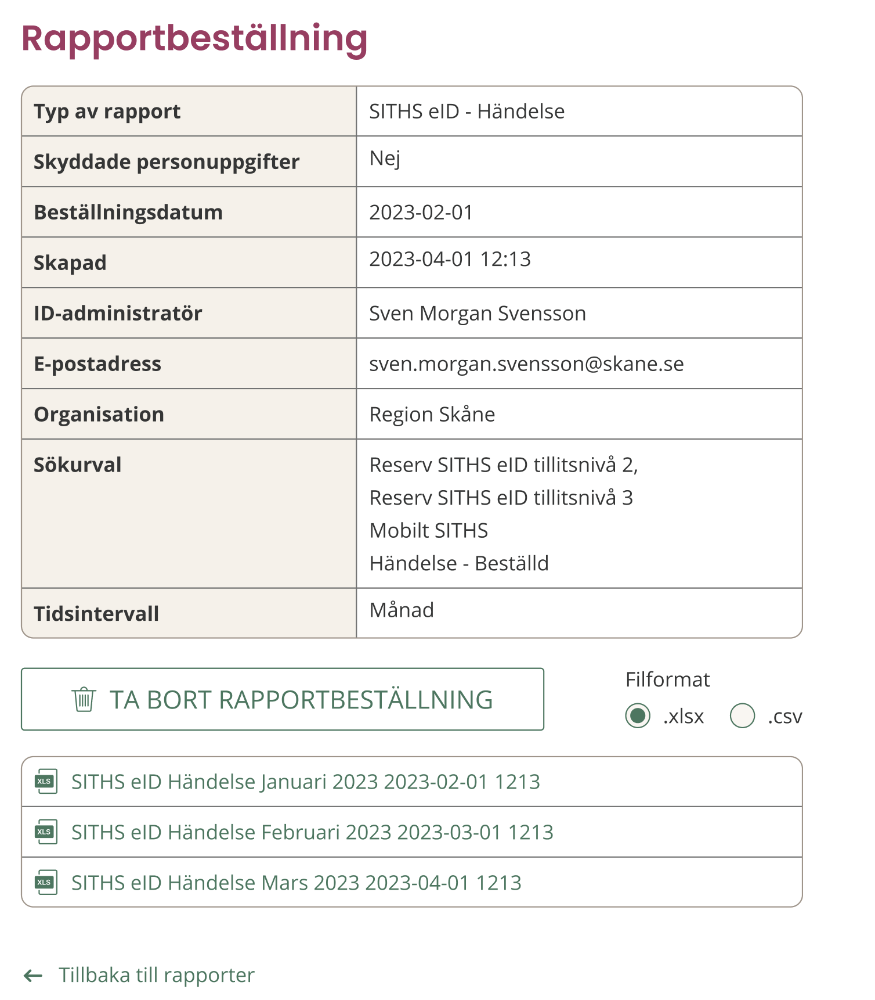 Rapportbeställning
Typ av rapport SITHS eID - Händelse
Skyddade personuppgifter Nej
Beställningsdatum 2023-02-01
Skapad 2023-04-01 12:13
ID-administratör Sven Morgan Svensson
E-postadress sven.morgan.svensson@skane.se
Organisation Region Skåne
Sökurval Reserv SITHS eID tillitsnivå 2,
Reserv SITHS eID tillitsnivå 3
Mobilt SITHS
Händelse - Beställd
Tidsintervall Månad
TA BORT RAPPORTBESTÄLLNING
Filformat
.xlsx .csv
XLS SITHS eID Händelse Januari 2023 2023-02-01 1213
XLS SITHS eID Händelse Februari 2023 2023-03-01 1213
XLS SITHS eID Händelse Mars 2023 2023-04-01 1213
Tillbaka till rapporter